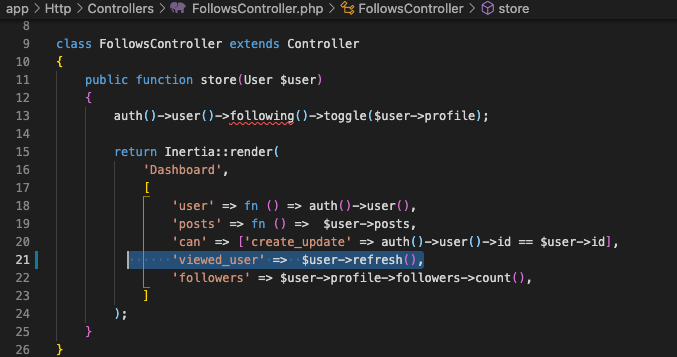 app > Http > Controllers > FollowsController.php > FollowsController > store
8
9 class FollowsController extends Controller
10 {
11     public function store(User $user)
12     {
13         auth()->user()->following()->toggle($user->profile);
14
15         return Inertia::render(
16             'Dashboard',
17             [
18                 'user' => fn () => auth()->user(),
19                 'posts' => fn () =>  $user->posts,
20                 'can' => ['create_update' => auth()->user()->id == $user->id],
21                 'viewed_user' =>  $user->refresh(),
22                 'followers' => $user->profile->followers->count(),
23             ]
24         );
25     }
26 }